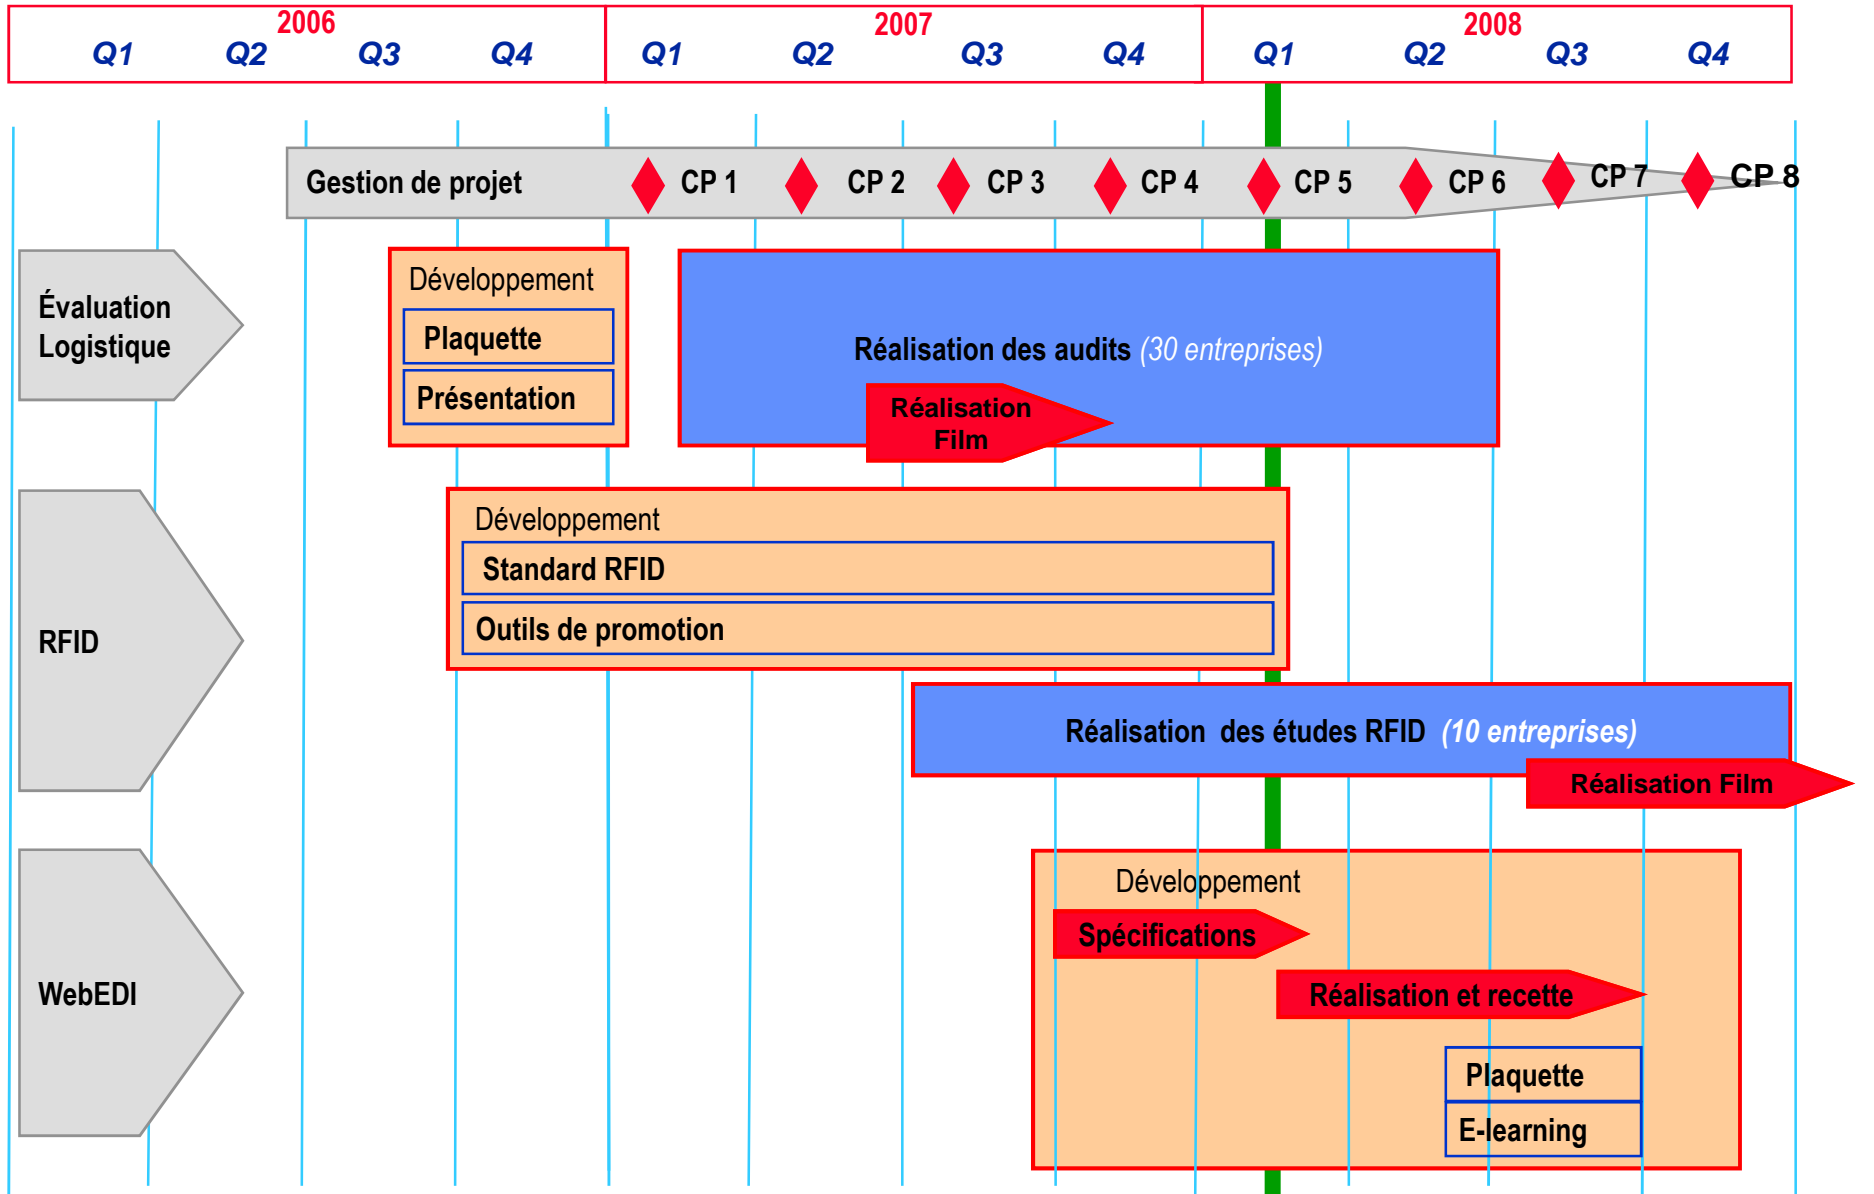 2006 2007 2008
Q1 Q2 Q3 Q4 Q1 Q2 Q3 Q4 Q1 Q2 Q3 Q4
Gestion de projet CP 1 CP 2 CP 3 CP 4 CP 5 CP 6 CP 7 CP 8
Évaluation
Logistique
Développement
Plaquette
Présentation
Réalisation des audits (30 entreprises)
Réalisation
Film
RFID
Développement
Standard RFID
Outils de promotion
Réalisation des études RFID (10 entreprises)
Réalisation Film
WebEDI
Développement
Spécifications
Réalisation et recette
Plaquette
E-learning